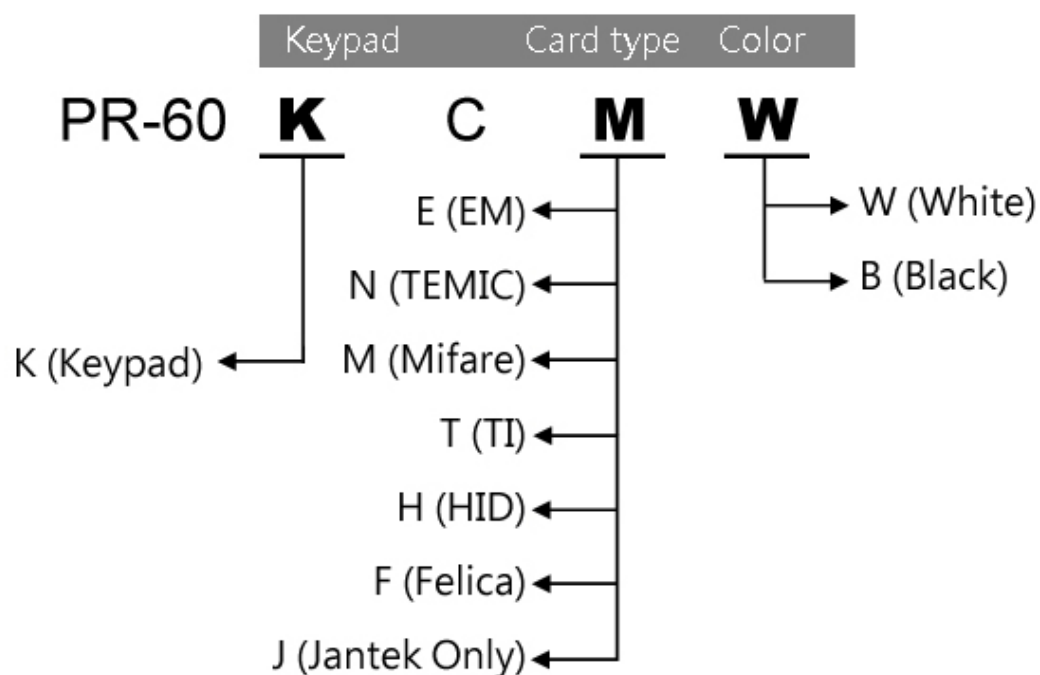 Keypad Card type Color
PR-60 K C M W
E (EM)
W (White)
N (TEMIC)
B (Black)
K (Keypad)
M (Mifare)
T (TI)
H (HID)
F (Felica)
J (Jantek Only)